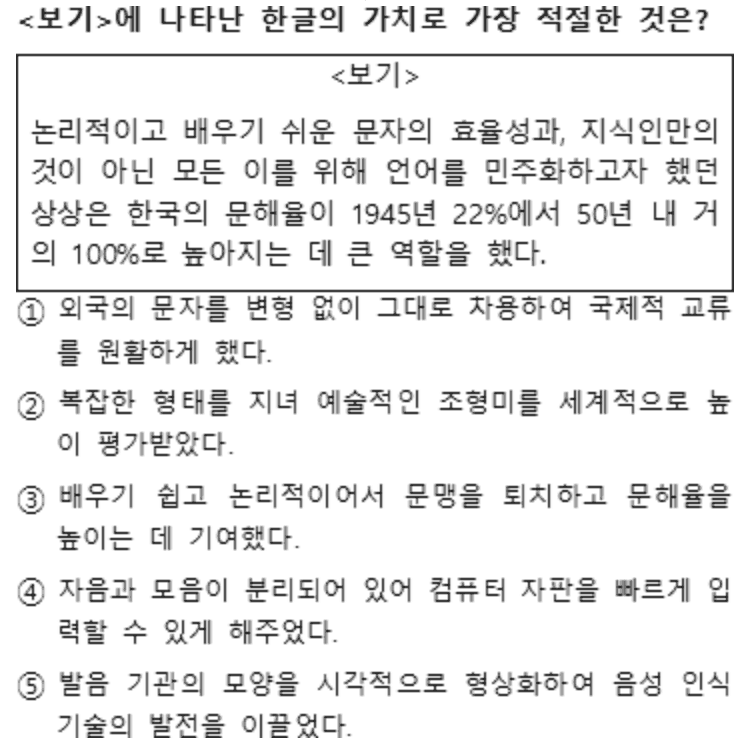 <보기>에 나타난 한글의 가치로 가장 적절한 것은?
<보기>
논리적이고 배우기 쉬운 문자의 효율성과, 지식인만의
것이 아닌 모든 이를 위해 언어를 민주화하고자 했던
상상은 한국의 문해율이 1945년 22%에서 50년 내 거
의 100%로 높아지는 데 큰 역할을 했다.
① 외국의 문자를 변형 없이 그대로 차용하여 국제적 교류
를 원활하게 했다.
② 복잡한 형태를 지녀 예술적인 조형미를 세계적으로 높
이 평가받았다.
③ 배우기 쉽고 논리적이어서 문맹을 퇴치하고 문해율을
높이는 데 기여했다.
④ 자음과 모음이 분리되어 있어 컴퓨터 자판을 빠르게 입
력할 수 있게 해주었다.
⑤ 발음 기관의 모양을 시각적으로 형상화하여 음성 인식
기술의 발전을 이끌었다.